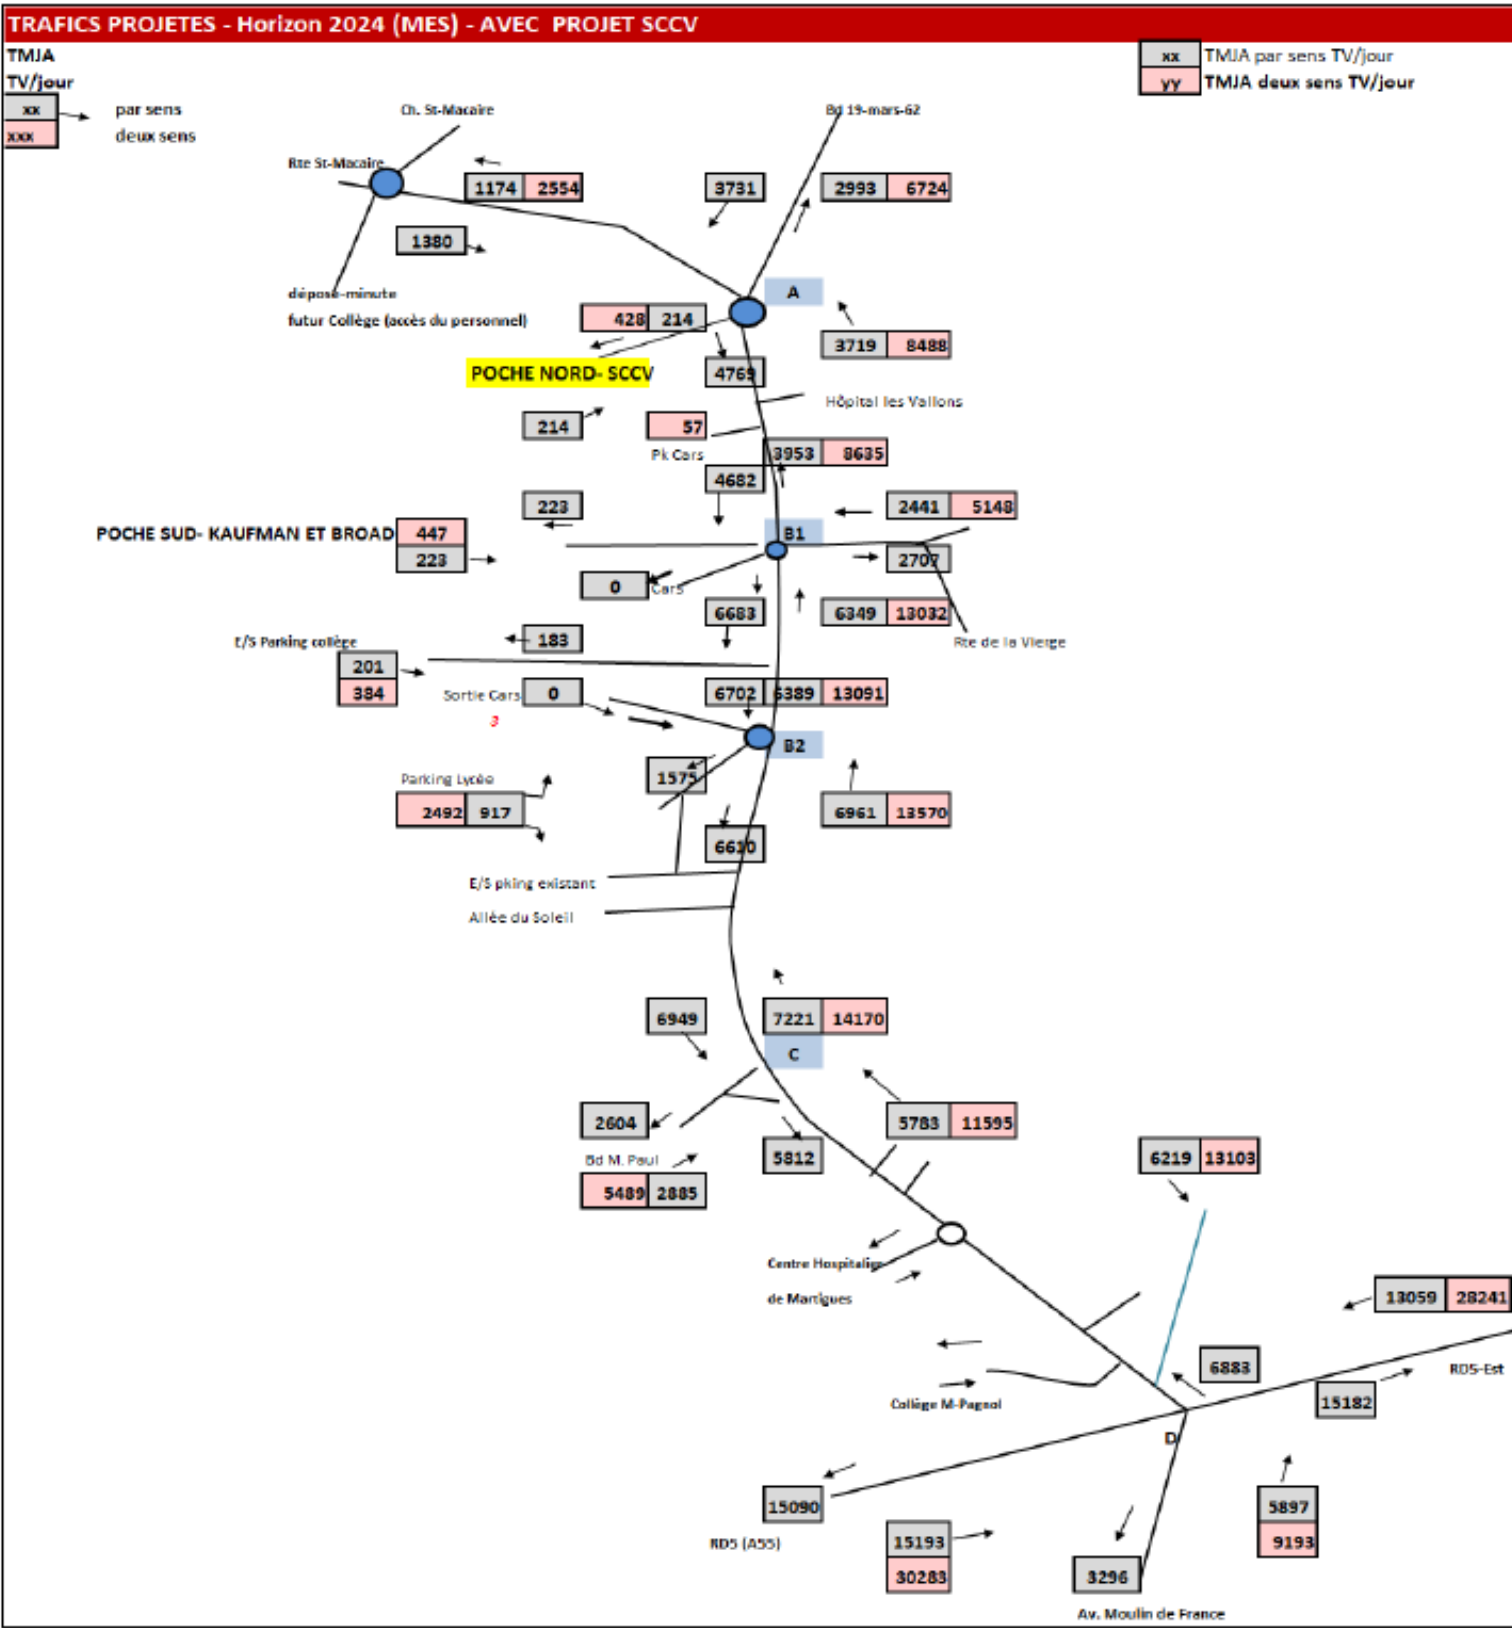 TRAFICS PROJETES - Horizon 2024 (MES) - AVEC PROJET SCCV
TMJA
xx TMJA par sens TV/jour
TV/jour
yy TMJA deux sens TV/jour
xx par sens
Ch. St-Macaire
Bd 19-mars-62
xxx deux sens
Rte St-Macaire
1174 2554
3731
2993 6724
1380
dépose-minute
A
futur Collège (accès du personnel)
428 214
3719 8488
POCHE NORD- SCCV
4769
Hôpital les Vallons
214
57
Pk Cars
3953 8635
4682
223
2441 5148
POCHE SUD- KAUFMAN ET BROAD 447
B1
223
2707
0 Cars
6683
6349 13032
E/S Parking collège
183
Rte de la Vierge
201
384
Sortie Cars 0
6702 6389 13091
3
B2
Parking Lycée
1575
2492 917
6961 13570
6610
E/S pking existant
Allée du Soleil
6949
7221 14170
C
2604
5783 11595
Bd M. Paul
5812
6219 13103
5489 2885
Centre Hospitalier
de Martigues
13059 28241
6883
RD5-Est
Collège M-Pagnol
15182
D
15090
5897
RD5 (A55)
15193
9193
30283
3296
Av. Moulin de France